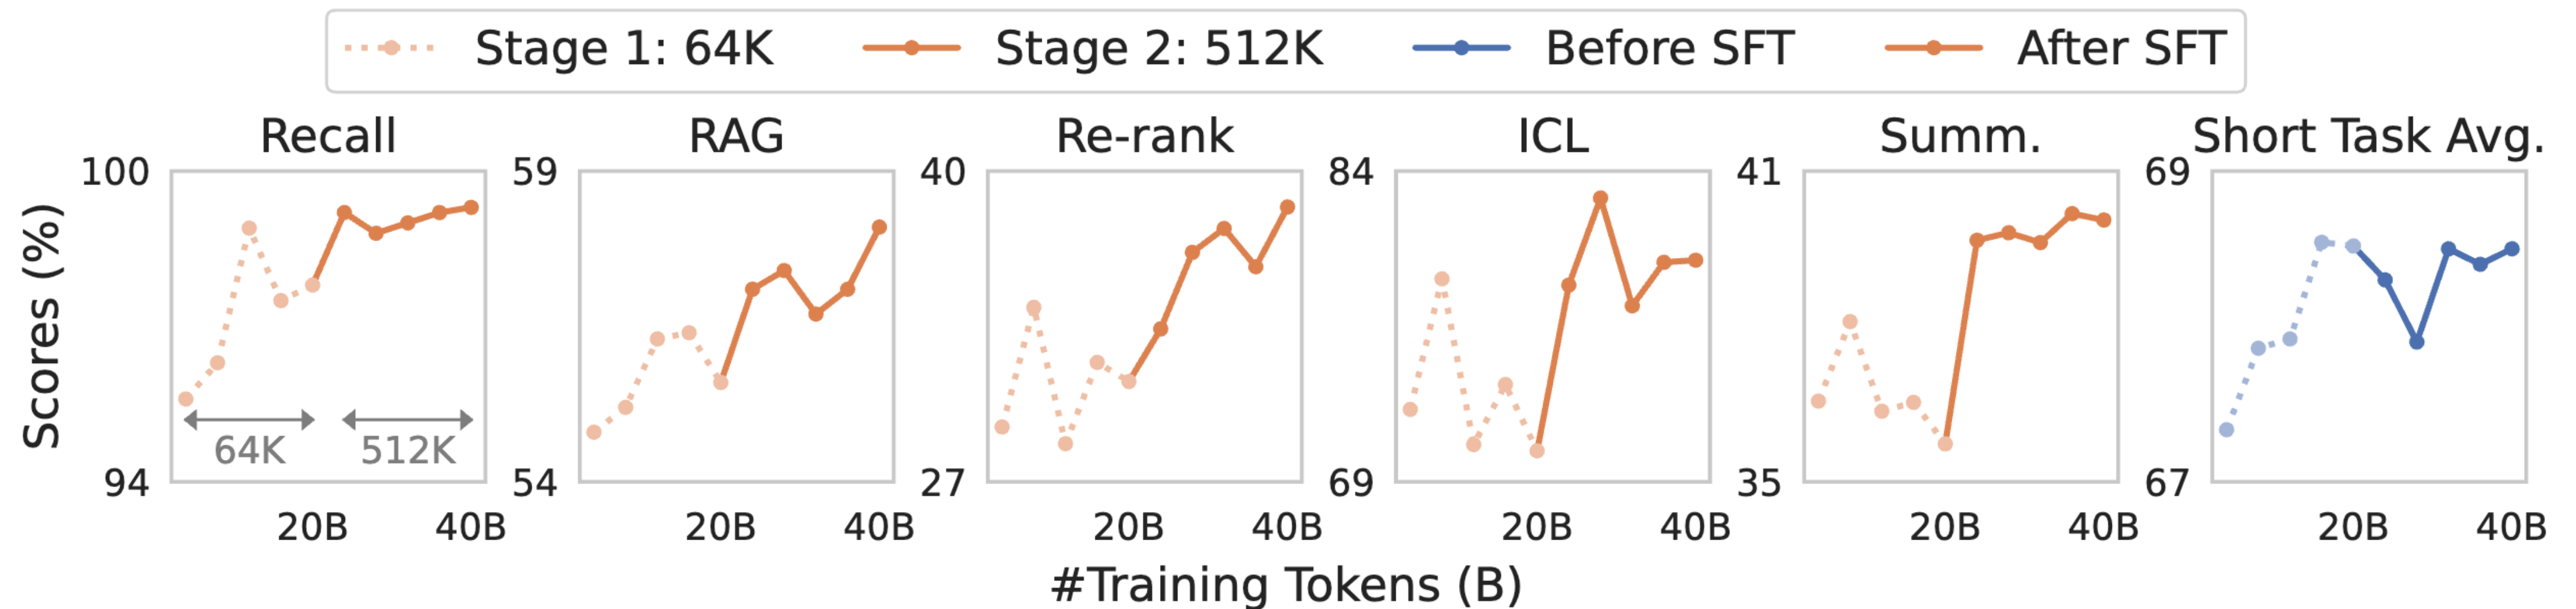 Stage 1: 64K Stage 2: 512K Before SFT After SFT
Recall RAG Re-rank ICL Summ. Short Task Avg.
100 59 40 84 41 69
Scores (%)
64K 512K
94 54 27 69 35 67
20B 40B 20B 40B 20B 40B 20B 40B 20B 40B 20B 40B
#Training Tokens (B)